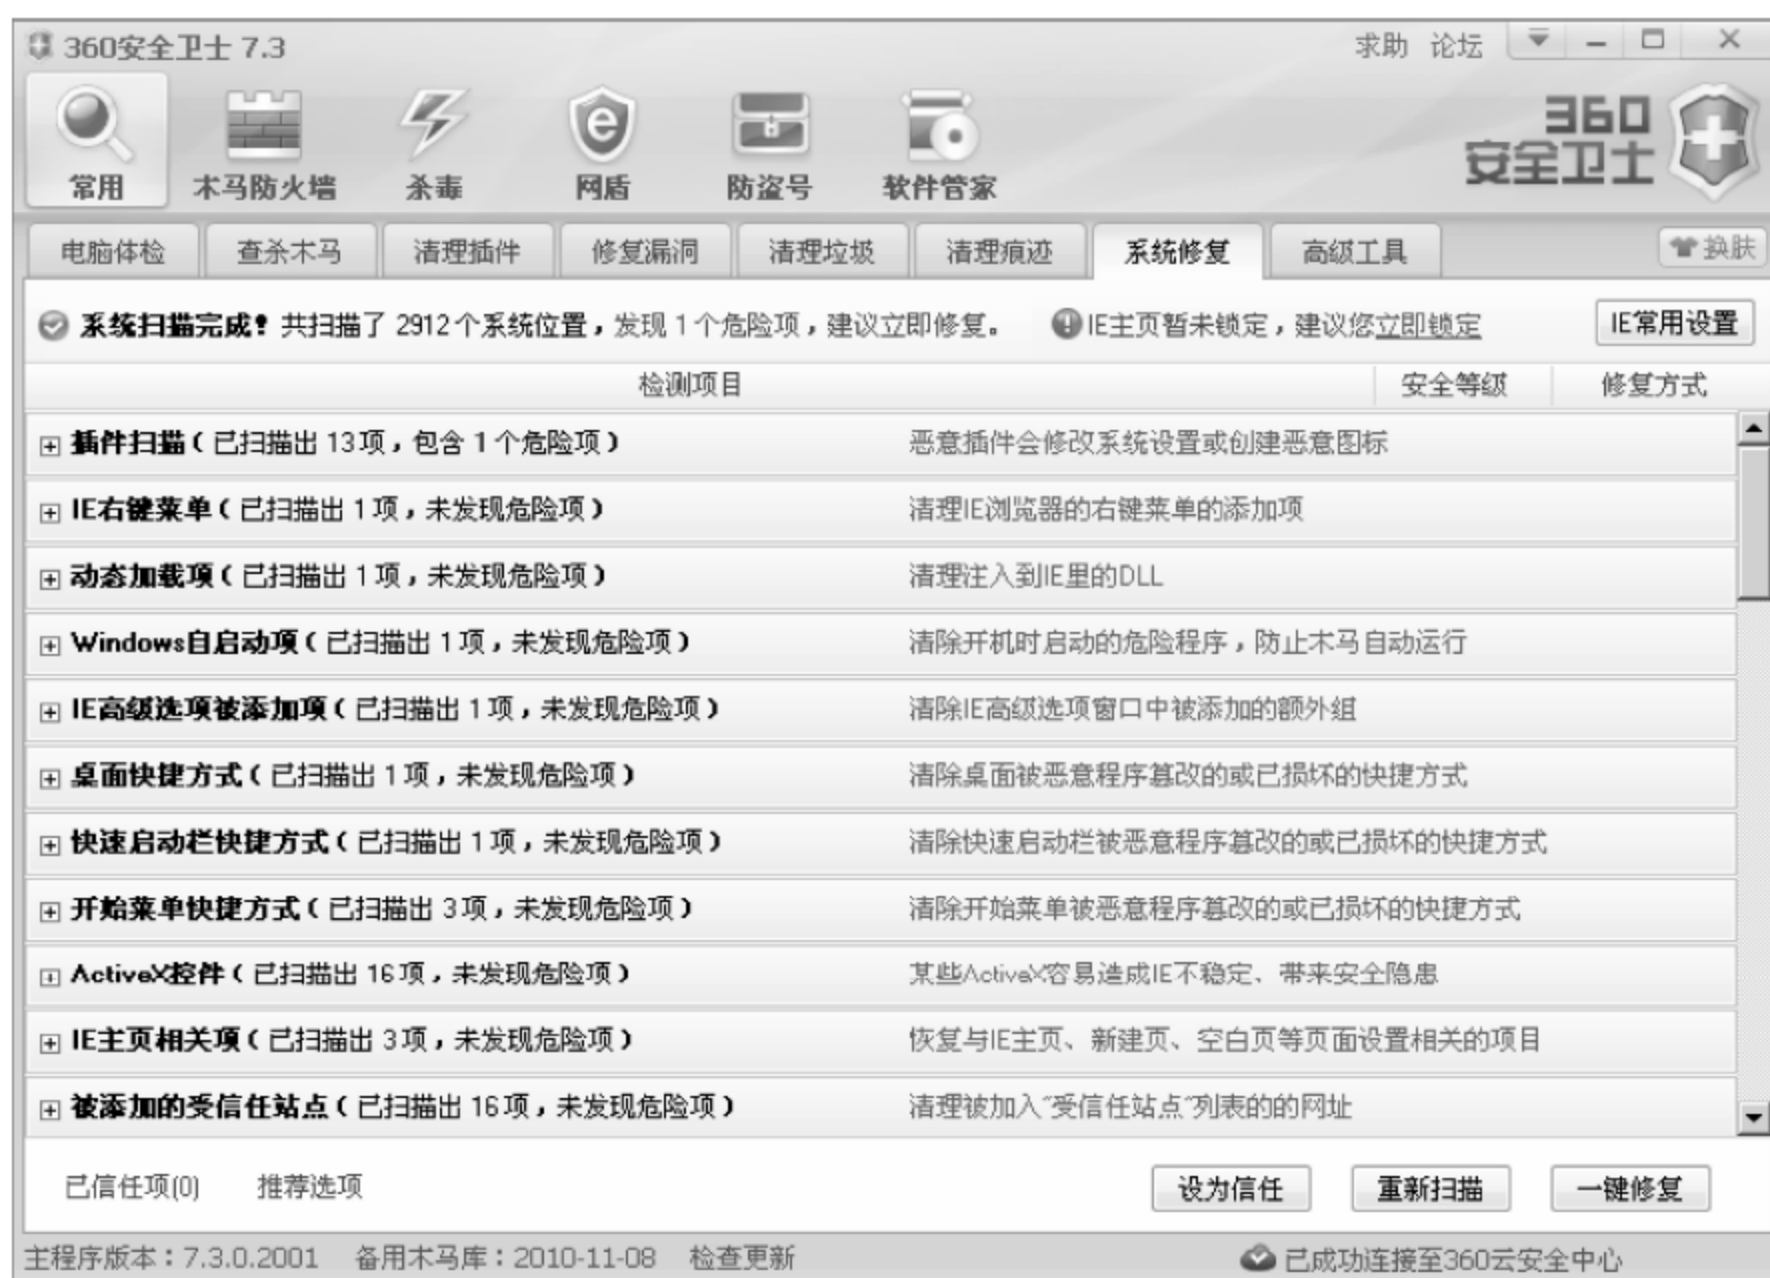 360安全卫士 7.3
求助 论坛
360
安全卫士
常用 木马防火墙 杀毒 网盾 防盗号 软件管家
电脑体检 查杀木马 清理插件 修复漏洞 清理垃圾 清理痕迹 系统修复 高级工具 换肤
系统扫描完成！共扫描了 2912个系统位置，发现 1个危险项，建议立即修复。 IE主页暂未锁定，建议您立即锁定 IE常用设置
检测项目 安全等级 修复方式
插件扫描（已扫描出 13项，包含 1个危险项） 恶意插件会修改系统设置或创建恶意图标
IE右键菜单（已扫描出 1项，未发现危险项） 清理IE浏览器的右键菜单的添加项
动态加载项（已扫描出 1项，未发现危险项） 清理注入到IE里的DLL
Windows自启动项（已扫描出 1项，未发现危险项） 清除开机时启动的危险程序，防止木马自动运行
IE高级选项被添加项（已扫描出 1项，未发现危险项） 清除IE高级选项窗口中被添加的额外组
桌面快捷方式（已扫描出 1项，未发现危险项） 清除桌面被恶意程序篡改的或已损坏的快捷方式
快速启动栏快捷方式（已扫描出 1项，未发现危险项） 清除快速启动栏被恶意程序篡改的或已损坏的快捷方式
开始菜单快捷方式（已扫描出 3项，未发现危险项） 清除开始菜单被恶意程序篡改的或已损坏的快捷方式
ActiveX控件（已扫描出 16项，未发现危险项） 某些ActiveX容易造成IE不稳定、带来安全隐患
IE主页相关项（已扫描出 3项，未发现危险项） 恢复与IE主页、新建页、空白页等页面设置相关的项目
被添加的受信任站点（已扫描出 16项，未发现危险项） 清理被加入"受信任站点"列表的的网址
已信任项(0) 推荐选项 设为信任 重新扫描 一键修复
主程序版本：7.3.0.2001 备用木马库：2010-11-08 检查更新 已成功连接至360云安全中心